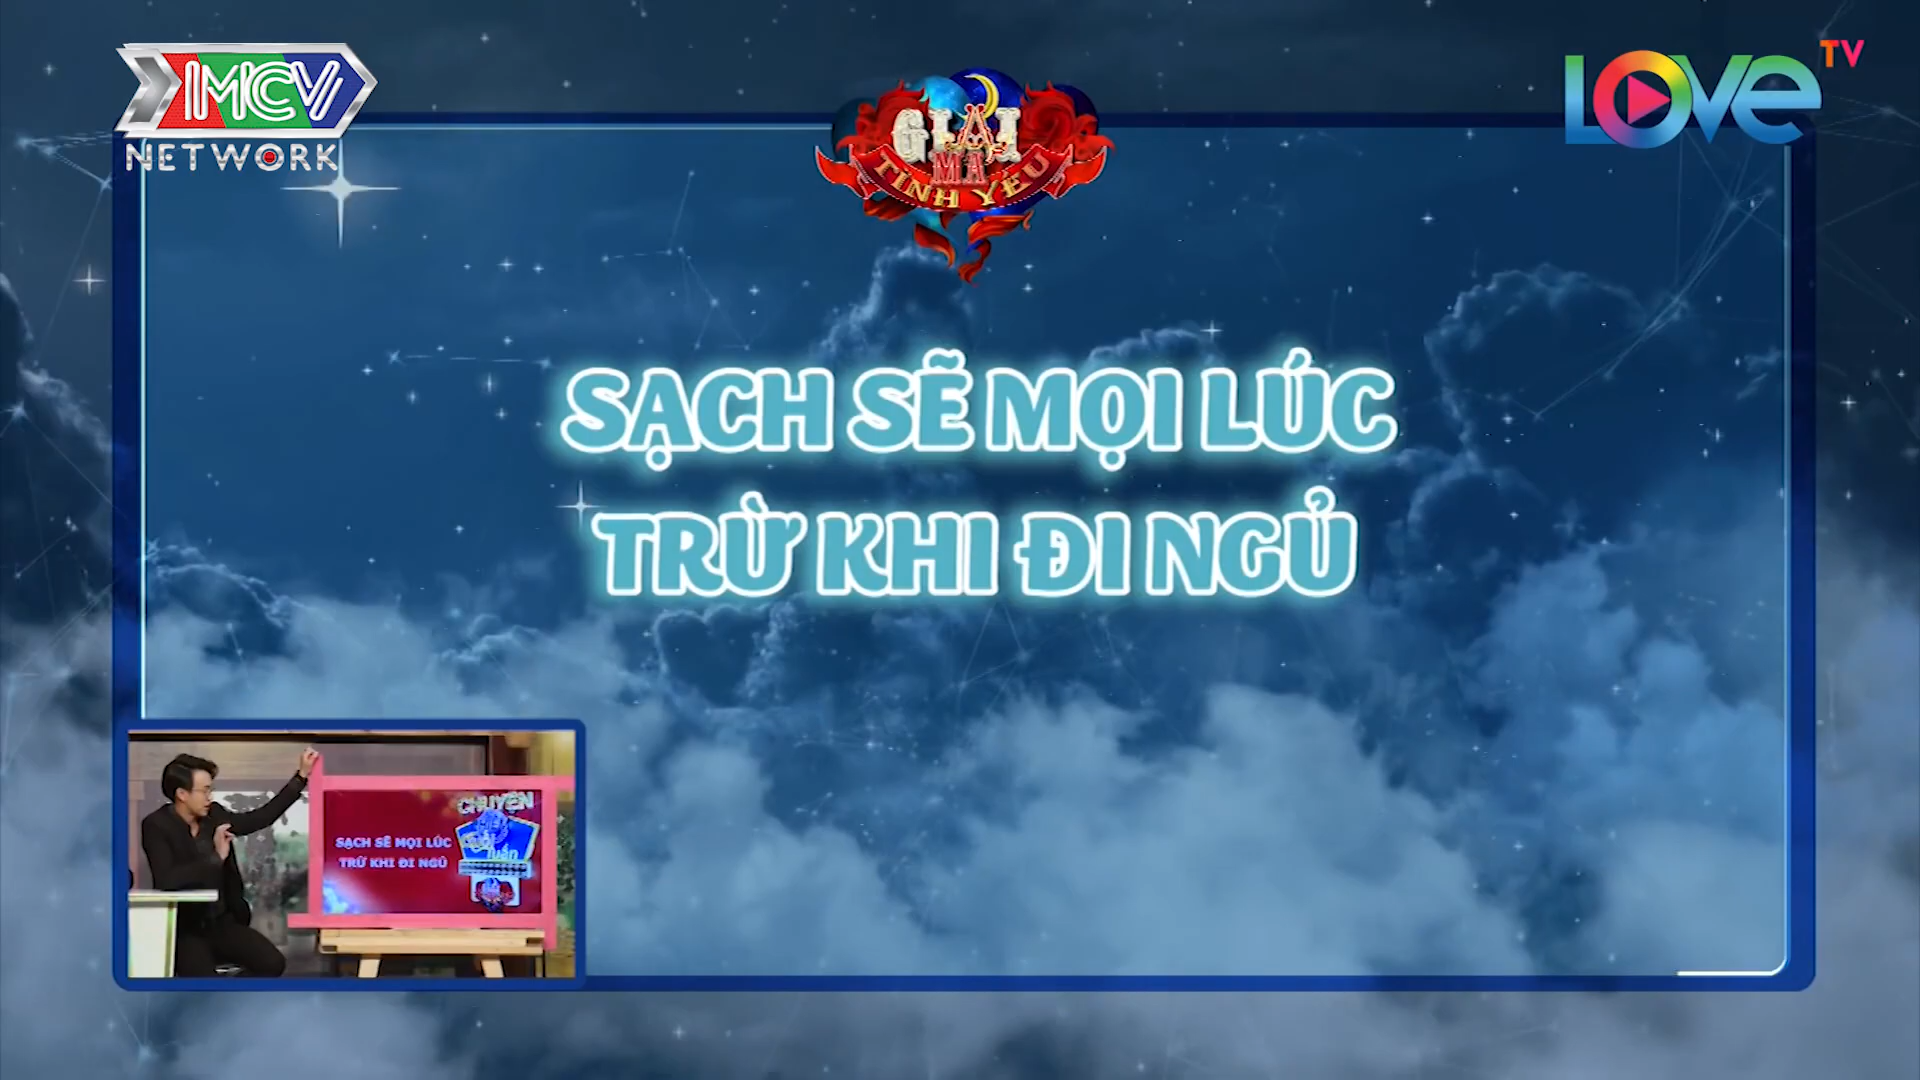 MCV
NETWORK
GIẢI
MÃ
TÌNH YÊU
LOVE TV
SẠCH SẼ MỌI LÚC
TRỪ KHI ĐI NGỦ
CHUYỆN
SẠCH SẼ MỌI LÚC
TRỪ KHI ĐI NGỦ